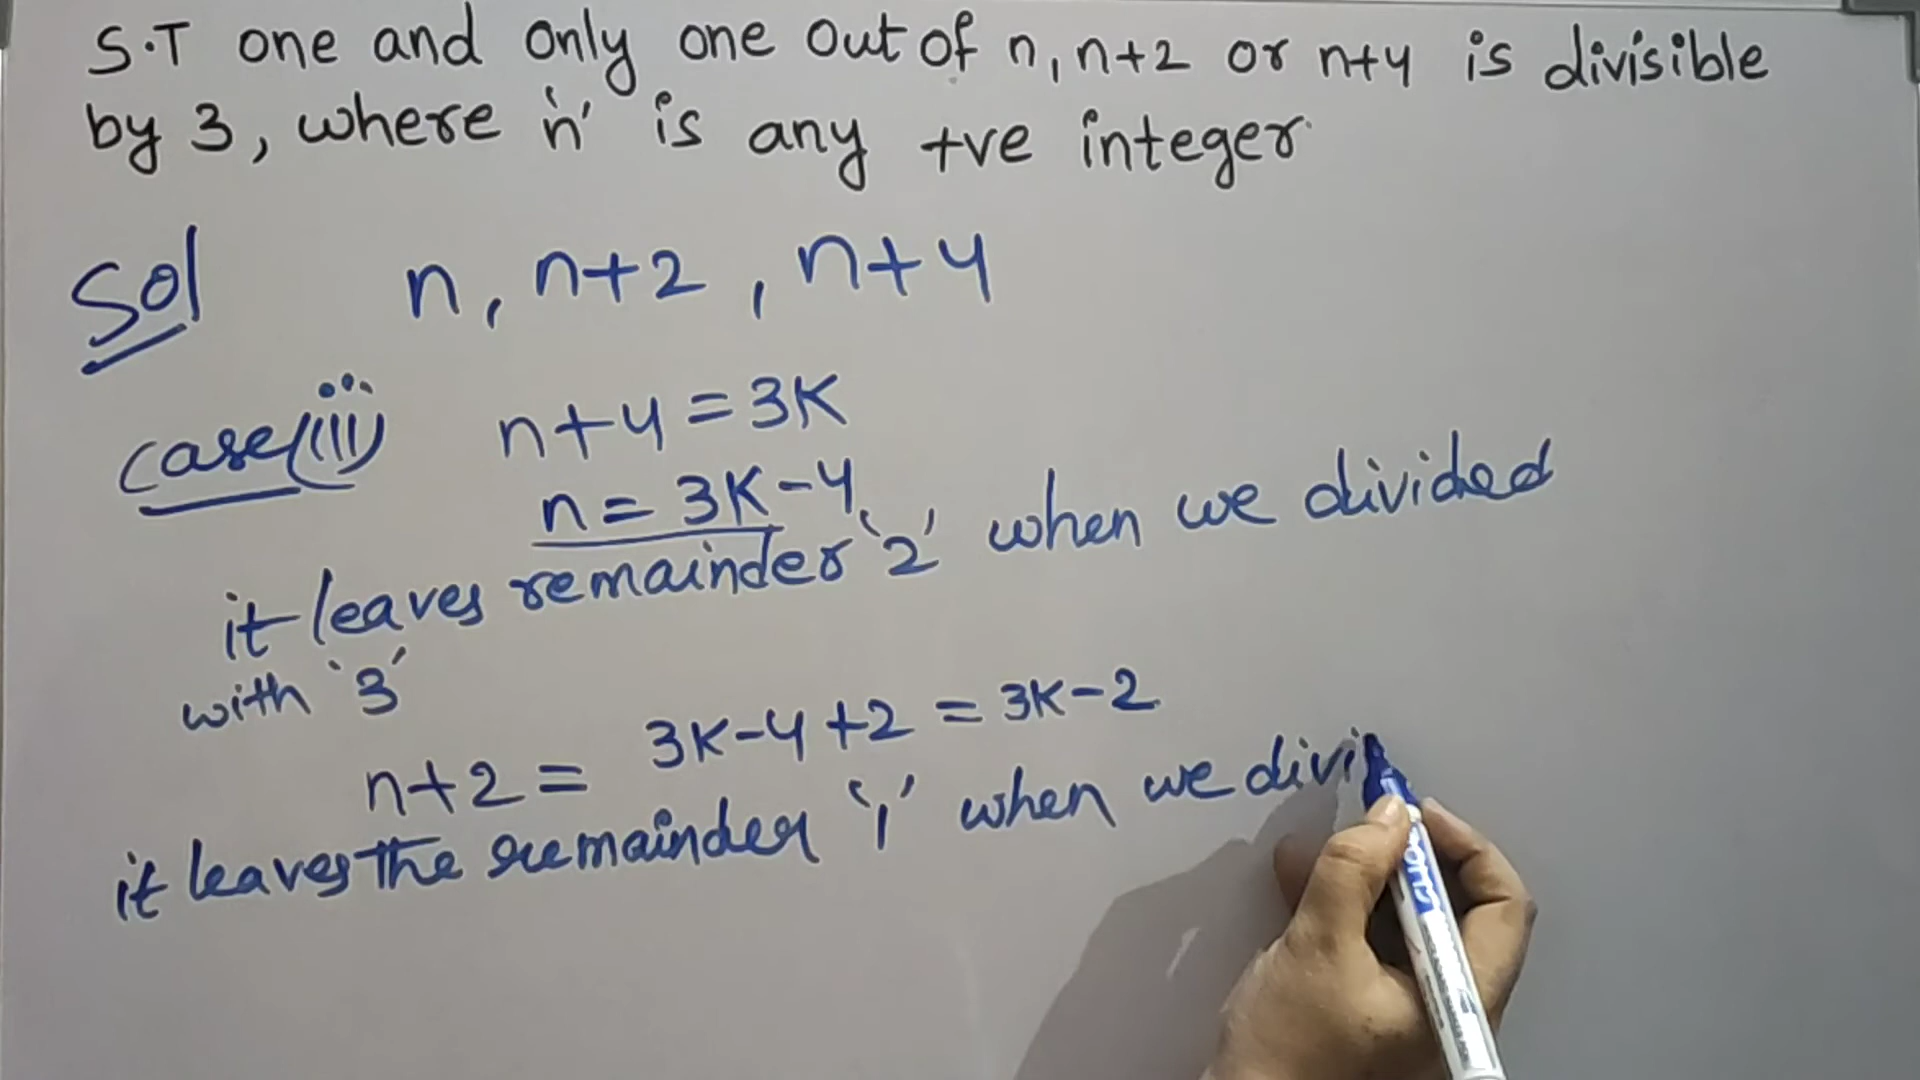 S.T one and only one out of n, n+2 or n+4 is divisible
by 3, where 'n' is any +ve integer
Sol n, n+2, n+4
case(iii) n+4=3K
n=3K-4
it leaves remainder '2' when we divided
with '3'
n+2= 3K-4+2 = 3K-2
it leaves the remainder '1' when we divi